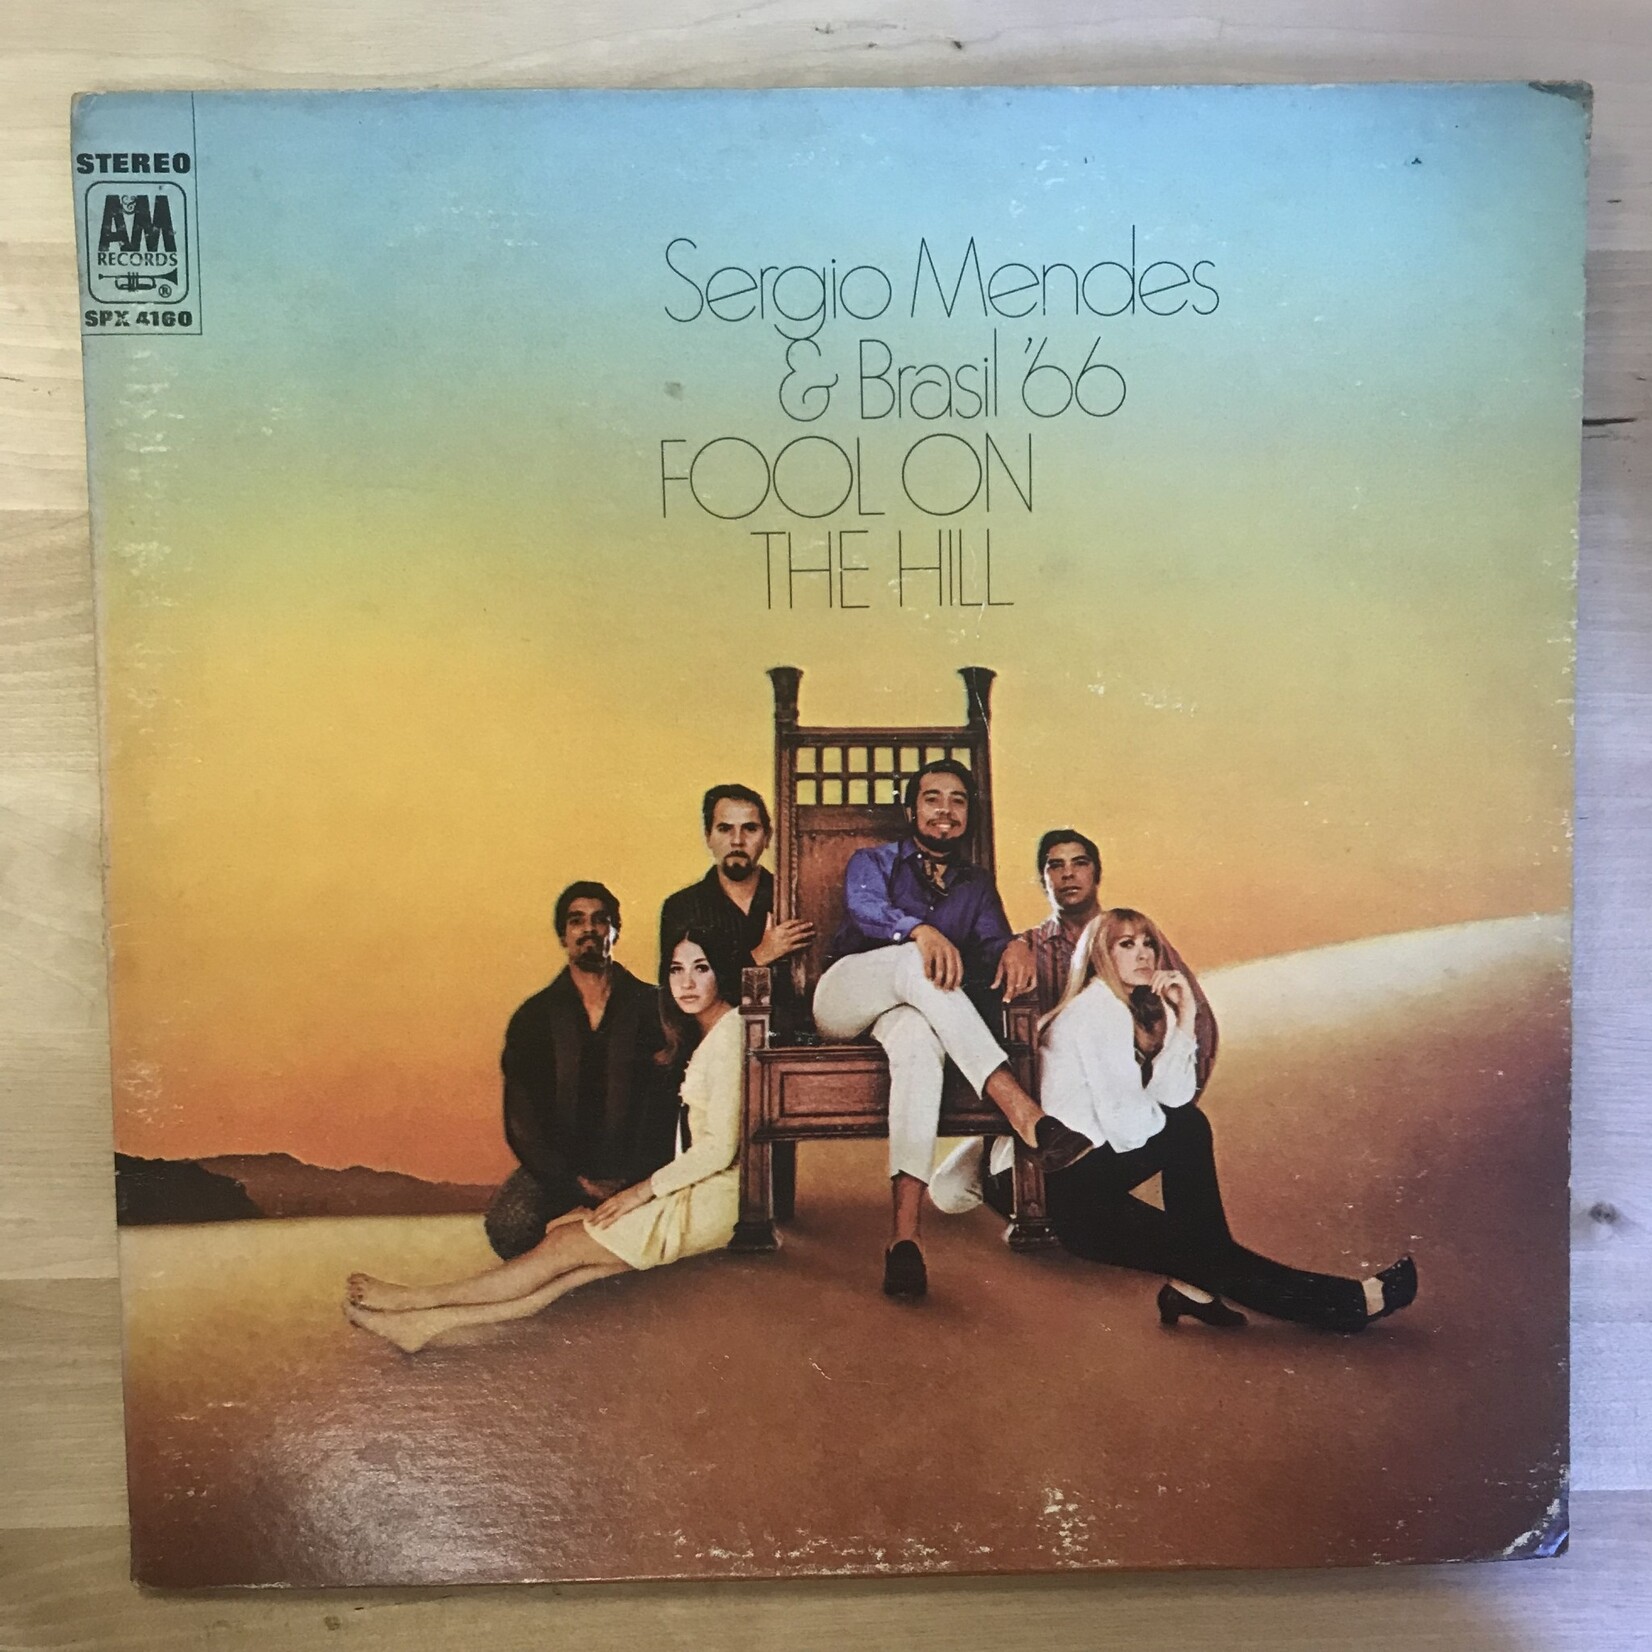 STEREO
A&M
RECORDS
®
SPX 4160
Sergio Mendes
& Brasil '66
FOOL ON
THE HILL